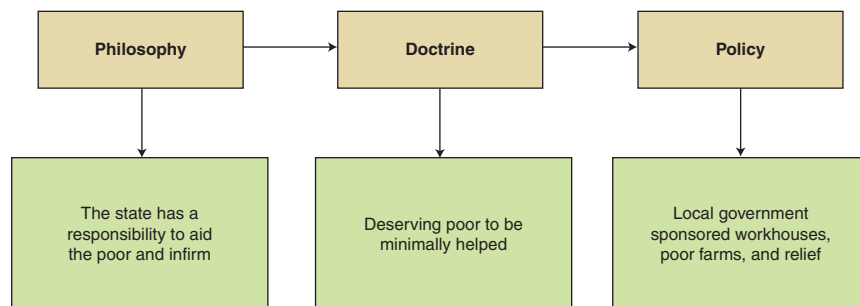 Philosophy
Doctrine
Policy
The state has a
responsibility to aid
the poor and infirm
Deserving poor to be
minimally helped
Local government
sponsored workhouses,
poor farms, and relief